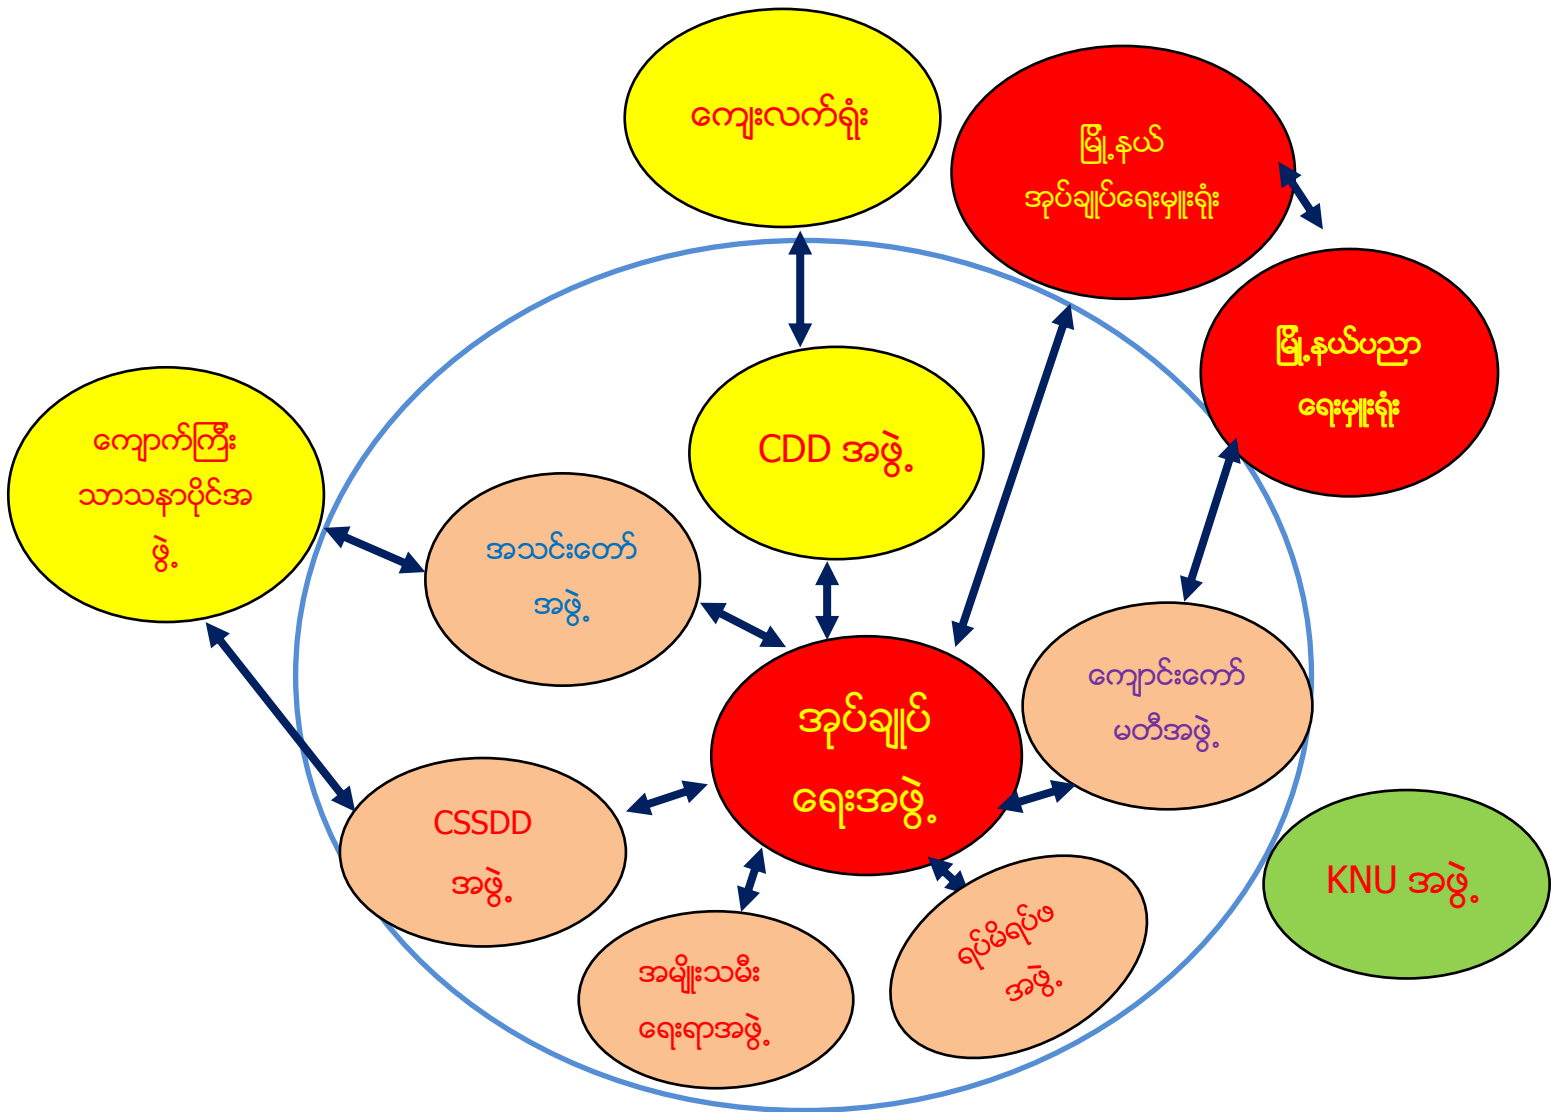 ကျေးလက်ရုံး
မြို့နယ်
အုပ်ချုပ်ရေးမှူးရုံး
မြို့နယ်ပညာ
ရေးမှူးရုံး
ကျောက်ကြီး
သာသနာပိုင်အ
ဖွဲ့
CDD အဖွဲ့
အသင်းတော်
အဖွဲ့
ကျောင်းကော်
မတီအဖွဲ့
အုပ်ချုပ်
ရေးအဖွဲ့
CSSDD
အဖွဲ့
KNU အဖွဲ့
ရပ်မိရပ်ဖ
အဖွဲ့
အမျိုးသမီး
ရေးရာအဖွဲ့